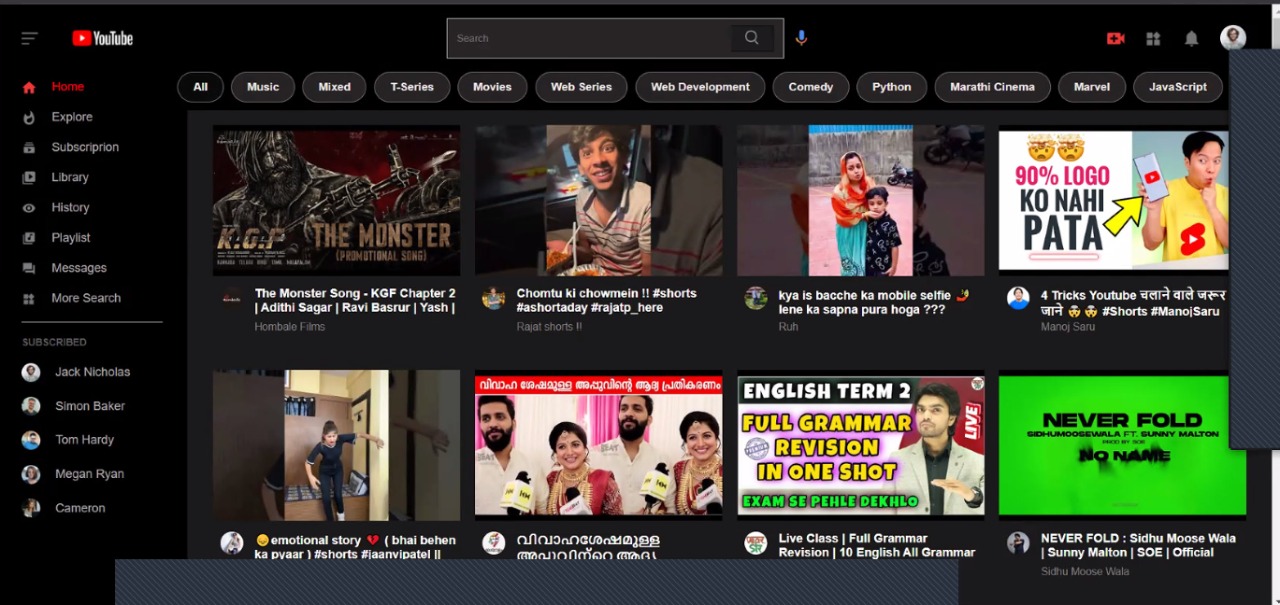 YouTube
Search
All
Music
Mixed
T-Series
Movies
Web Series
Web Development
Comedy
Python
Marathi Cinema
Marvel
JavaScript
Home
Explore
Subscriprion
Library
History
Playlist
Messages
More Search
SUBSCRIBED
Jack Nicholas
Simon Baker
Tom Hardy
Megan Ryan
Cameron
K.G.F
THE MONSTER
(PROMOTIONAL SONG)
90% LOGO
KO NAHI
PATA
The Monster Song - KGF Chapter 2
| Adithi Sagar | Ravi Basrur | Yash |
Hombale Films
Chomtu ki chowmein !! #shorts
#ashortaday #rajatp_here
Rajat shorts !!
kya is bacche ka mobile selfie 🤳
lene ka sapna pura hoga ???
Ruh
4 Tricks Youtube चलाने वाले जरूर
जाने 🤯 🤯 #Shorts #ManojSaru
Manoj Saru
വിവാഹ ശേഷമുള്ള അപ്പുവിന്റെ ആദ്യ പ്രതികരണം
ENGLISH TERM 2
FULL GRAMMAR
REVISION
IN ONE SHOT
EXAM SE PEHLE DEKHLO
LIVE
NEVER FOLD
SIDHUMOOSEWALA FT. SUNNY MALTON
PROD BY SOE
NO NAME
😔emotional story 💔 ( bhai behen
ka pyaar ) #shorts #jaanvipatel ||
വിവാഹശേഷമുള്ള
അപ്പുവിന്റെ ആദ്യ
Live Class | Full Grammar
Revision | 10 English All Grammar
NEVER FOLD : Sidhu Moose Wala
| Sunny Malton | SOE | Official
Sidhu Moose Wala